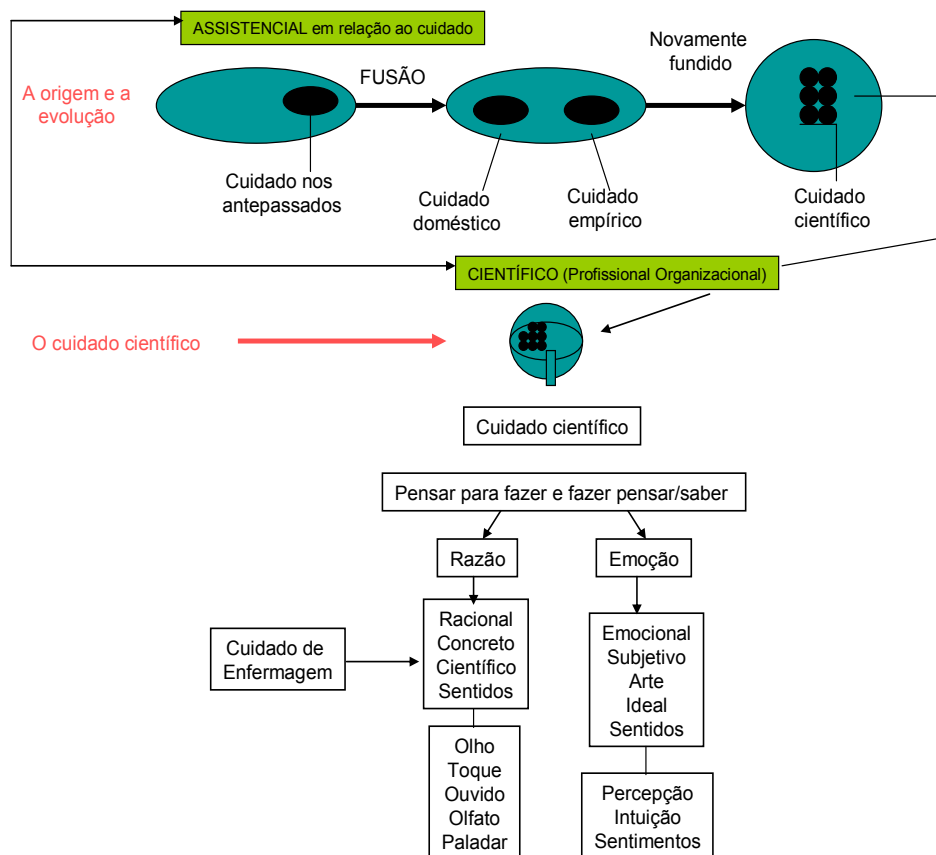 ASSISTENCIAL em relação ao cuidado
A origem e a
evolução
FUSÃO
Novamente
fundido
Cuidado nos
antepassados
Cuidado
doméstico
Cuidado
empírico
Cuidado
científico
CIENTÍFICO (Profissional Organizacional)
O cuidado científico
Cuidado científico
Pensar para fazer e fazer pensar/saber
Razão
Emoção
Cuidado de
Enfermagem
Racional
Concreto
Científico
Sentidos
Emocional
Subjetivo
Arte
Ideal
Sentidos
Olho
Toque
Ouvido
Olfato
Paladar
Percepção
Intuição
Sentimentos